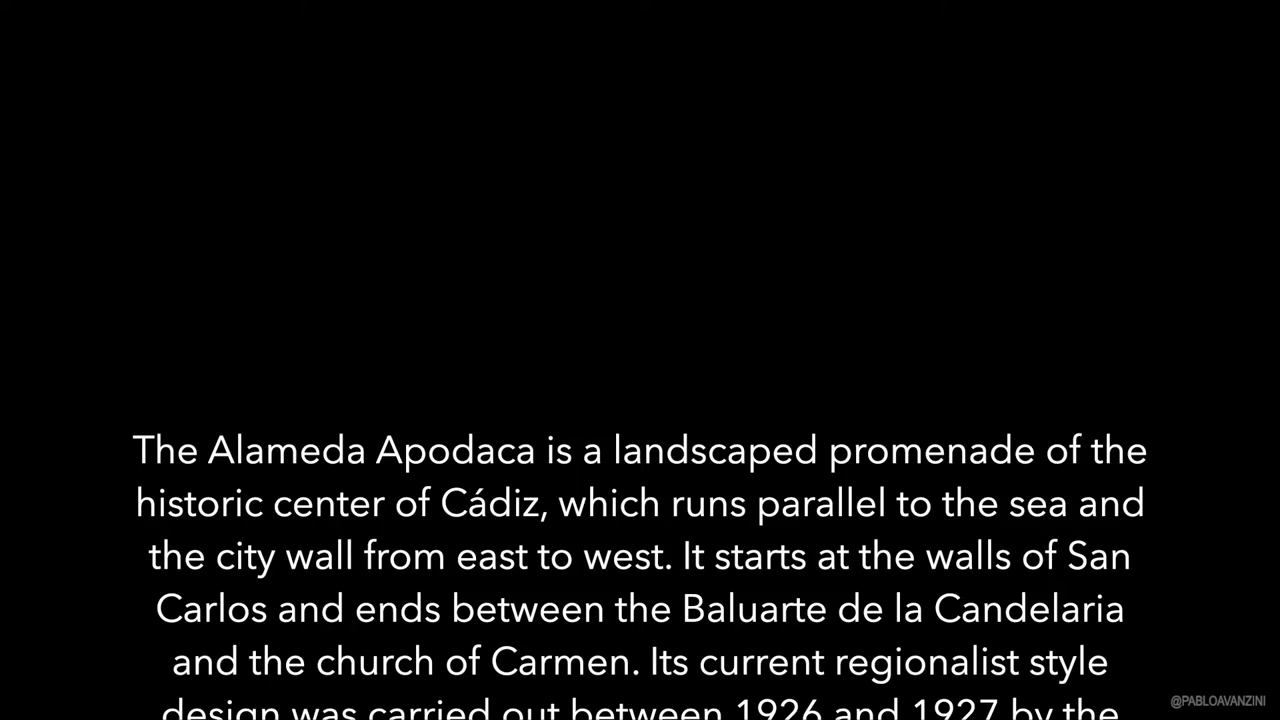 The Alameda Apodaca is a landscaped promenade of the
historic center of Cádiz, which runs parallel to the sea and
the city wall from east to west. It starts at the walls of San
Carlos and ends between the Baluarte de la Candelaria
and the church of Carmen. Its current regionalist style
design was carried out between 1926 and 1927 by the
@PABLOAVANZINI